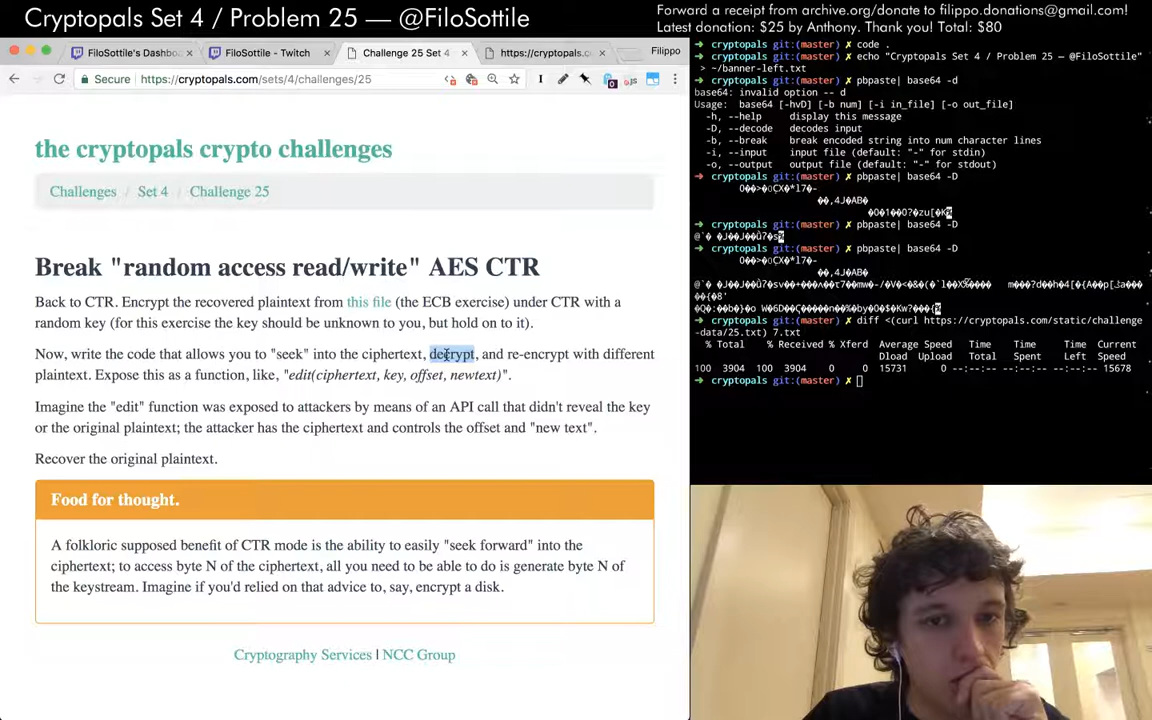 Cryptopals Set 4 / Problem 25 — @FiloSottile
Forward a receipt from archive.org/donate to filippo.donations@gmail.com!
Latest donation: $25 by Anthony. Thank you! Total: $80
FiloSottile's Dashbo
FiloSottile - Twitch
Challenge 25 Set 4
https://cryptopals.c
Filippo
Secure
https://cryptopals.com/sets/4/challenges/25
the cryptopals crypto challenges
Challenges / Set 4 / Challenge 25
Break "random access read/write" AES CTR
Back to CTR. Encrypt the recovered plaintext from this file (the ECB exercise) under CTR with a
random key (for this exercise the key should be unknown to you, but hold on to it).
Now, write the code that allows you to "seek" into the ciphertext, decrypt, and re-encrypt with different
plaintext. Expose this as a function, like, "edit(ciphertext, key, offset, newtext)".
Imagine the "edit" function was exposed to attackers by means of an API call that didn't reveal the key
or the original plaintext; the attacker has the ciphertext and controls the offset and "new text".
Recover the original plaintext.
Food for thought.
A folkloric supposed benefit of CTR mode is the ability to easily "seek forward" into the
ciphertext; to access byte N of the ciphertext, all you need to be able to do is generate byte N of
the keystream. Imagine if you'd relied on that advice to, say, encrypt a disk.
Cryptography Services | NCC Group
➜ cryptopals git:(master) ✗ code .
➜ cryptopals git:(master) ✗ echo "Cryptopals Set 4 / Problem 25 — @FiloSottile"
> ~/banner-left.txt
➜ cryptopals git:(master) ✗ pbpaste| base64 -d
base64: invalid option -- d
Usage: base64 [-hvD] [-b num] [-i in_file] [-o out_file]
-h, --help display this message
-D, --decode decodes input
-b, --break break encoded string into num character lines
-i, --input input file (default: "-" for stdin)
-o, --output output file (default: "-" for stdout)
➜ cryptopals git:(master) ✗ pbpaste| base64 -D
➜ cryptopals git:(master) ✗ pbpaste| base64 -D
➜ cryptopals git:(master) ✗ pbpaste| base64 -D
➜ cryptopals git:(master) ✗ diff <(curl https://cryptopals.com/static/challenge
-data/25.txt) 7.txt
% Total % Received % Xferd Average Speed Time Time Time Current
Dload Upload Total Spent Left Speed
100 3904 100 3904 0 0 15731 0 --:--:-- --:--:-- --:--:-- 15678
➜ cryptopals git:(master) ✗